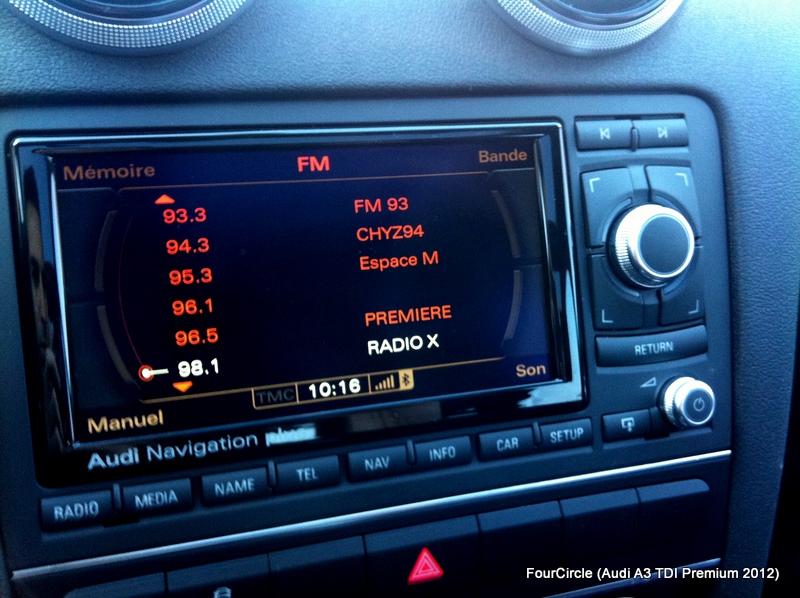 Mémoire FM Bande
93.3 FM 93
94.3 CHYZ94
95.3 Espace M
96.1
96.5 PREMIERE
98.1 RADIO X
TMC 10:16 Son
Manuel
Audi Navigation
RETURN
RADIO MEDIA NAME TEL NAV INFO CAR SETUP
FourCircle (Audi A3 TDI Premium 2012)